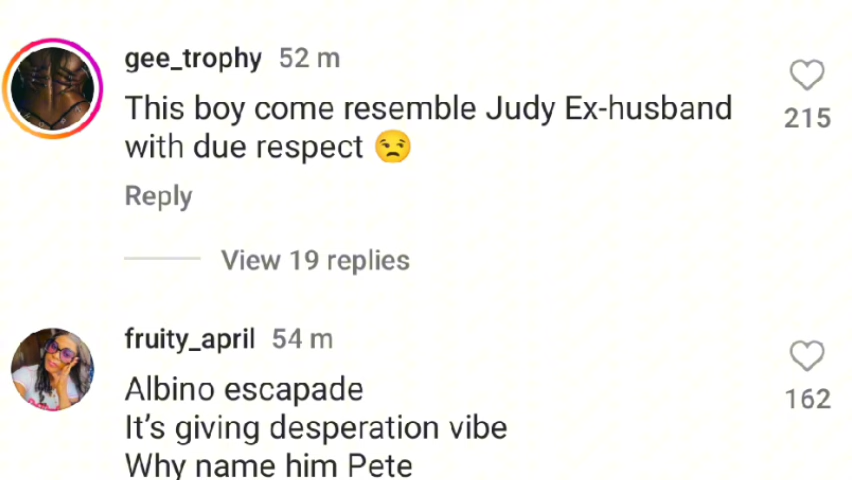 gee_trophy 52 m
This boy come resemble Judy Ex-husband
with due respect 😒
215
Reply
View 19 replies
fruity_april 54 m
Albino escapade
162
It's giving desperation vibe
Why name him Pete